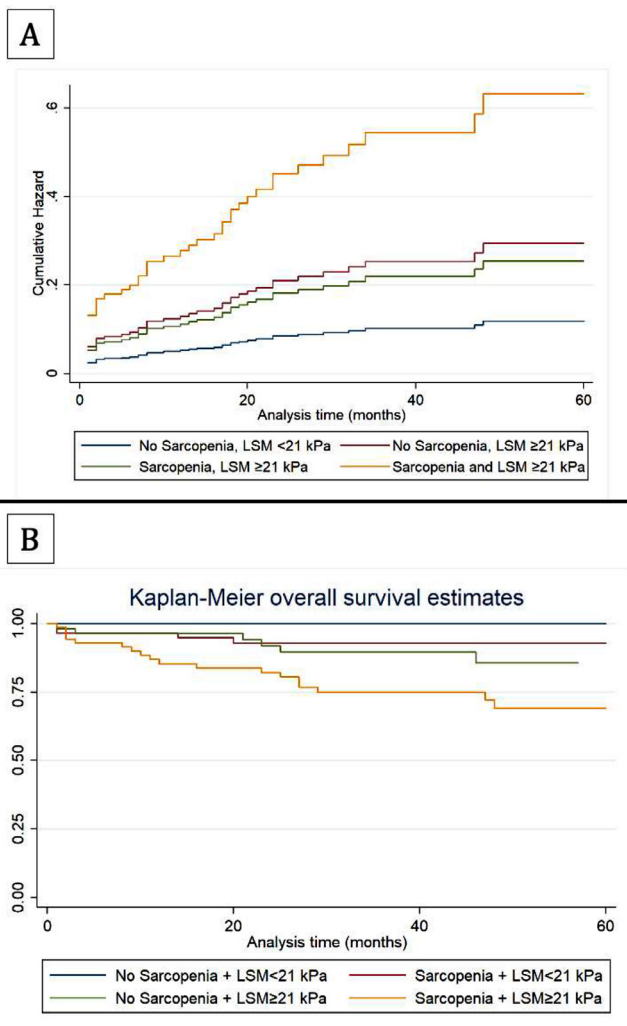 A
Cumulative Hazard
.6
.4
.2
0
0 20 40 60
Analysis time (months)
No Sarcopenia, LSM <21 kPa No Sarcopenia, LSM ≥21 kPa
Sarcopenia, LSM ≥21 kPa Sarcopenia and LSM ≥21 kPa
B
Kaplan-Meier overall survival estimates
1.00
0.75
0.50
0.25
0.00
0 20 40 60
Analysis time (months)
No Sarcopenia + LSM<21 kPa Sarcopenia + LSM<21 kPa
No Sarcopenia + LSM≥21 kPa Sarcopenia + LSM≥21 kPa